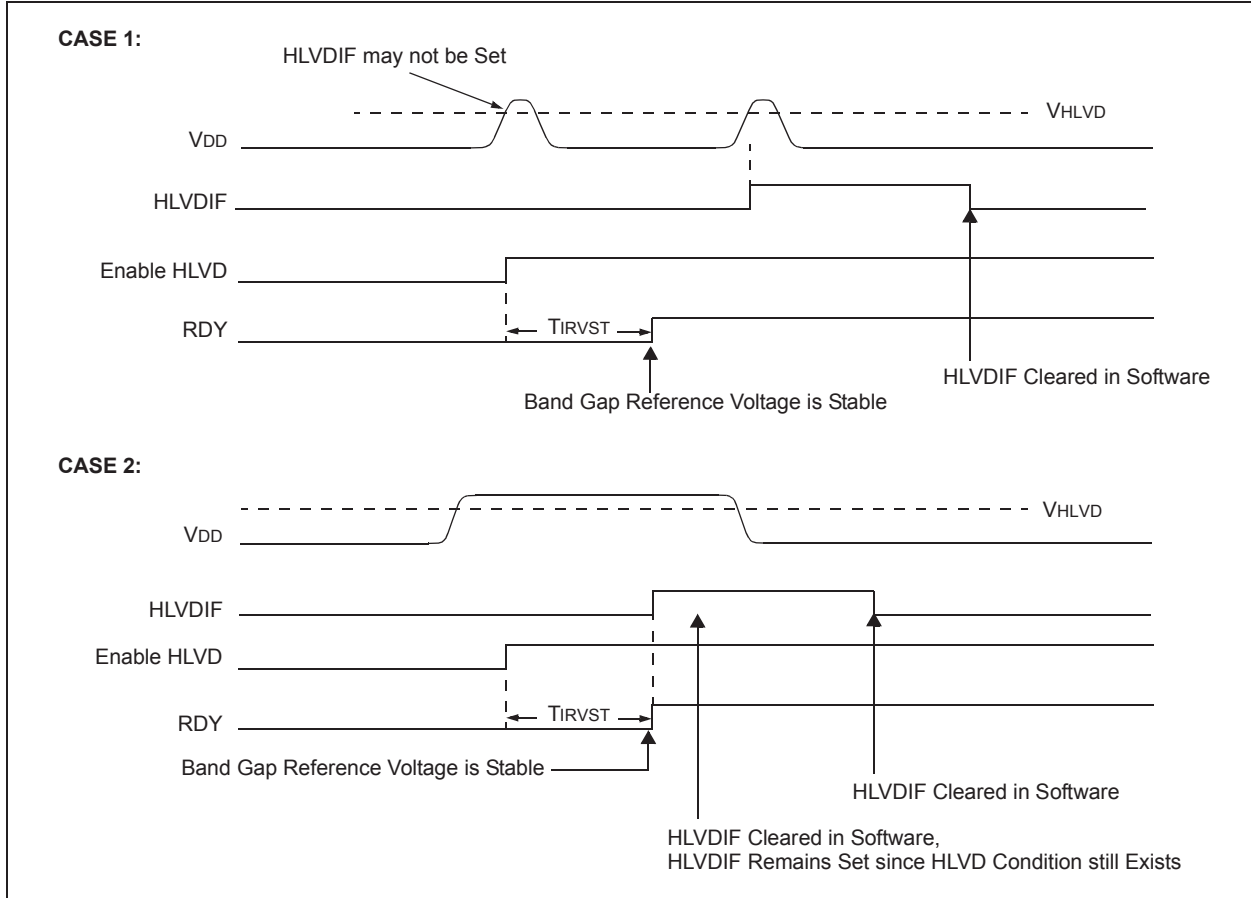 CASE 1:
HLVDIF may not be Set
VHLVD
VDD
HLVDIF
Enable HLVD
RDY
TIRVST
HLVDIF Cleared in Software
Band Gap Reference Voltage is Stable
CASE 2:
VHLVD
VDD
HLVDIF
Enable HLVD
RDY
TIRVST
Band Gap Reference Voltage is Stable
HLVDIF Cleared in Software
HLVDIF Cleared in Software,
HLVDIF Remains Set since HLVD Condition still Exists